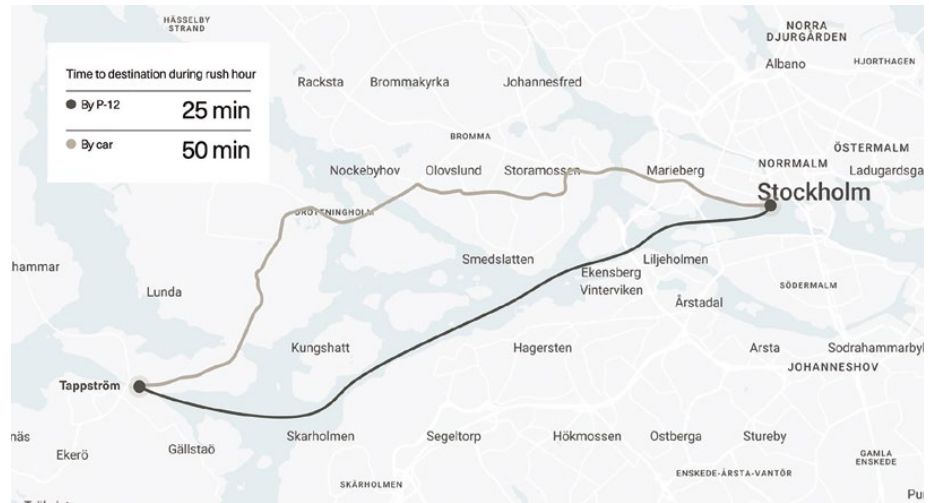 HÄSSELBY
STRAND
NORRA
DJURGÅRDEN
Albano
HJORTHAGEN
Time to destination during rush hour
By P-12
25 min
By car
50 min
Racksta
Brommakyrka
Johannesfred
BROMMA
ÖSTERMALM
NORRMALM
Ladugardsga
Nockebyhov
Olovslund
Storamossen
Marieberg
Stockholm
DROTTNINGHOLM
hammar
Lunda
Smedslatten
Ekensberg
Vinterviken
Liljeholmen
Årstadal
SÖDERMALM
Kungshatt
Hagersten
Arsta
Sodrahammarby
JOHANNESHOV
Tappström
näs
Ekerö
Gällstaö
Skarholmen
Segeltorp
Hökmossen
Ostberga
Stureby
GAMLA
ENSKEDE
SKÄRHOLMEN
ENSKEDE-ÅRSTA-VANTÖR
Pu